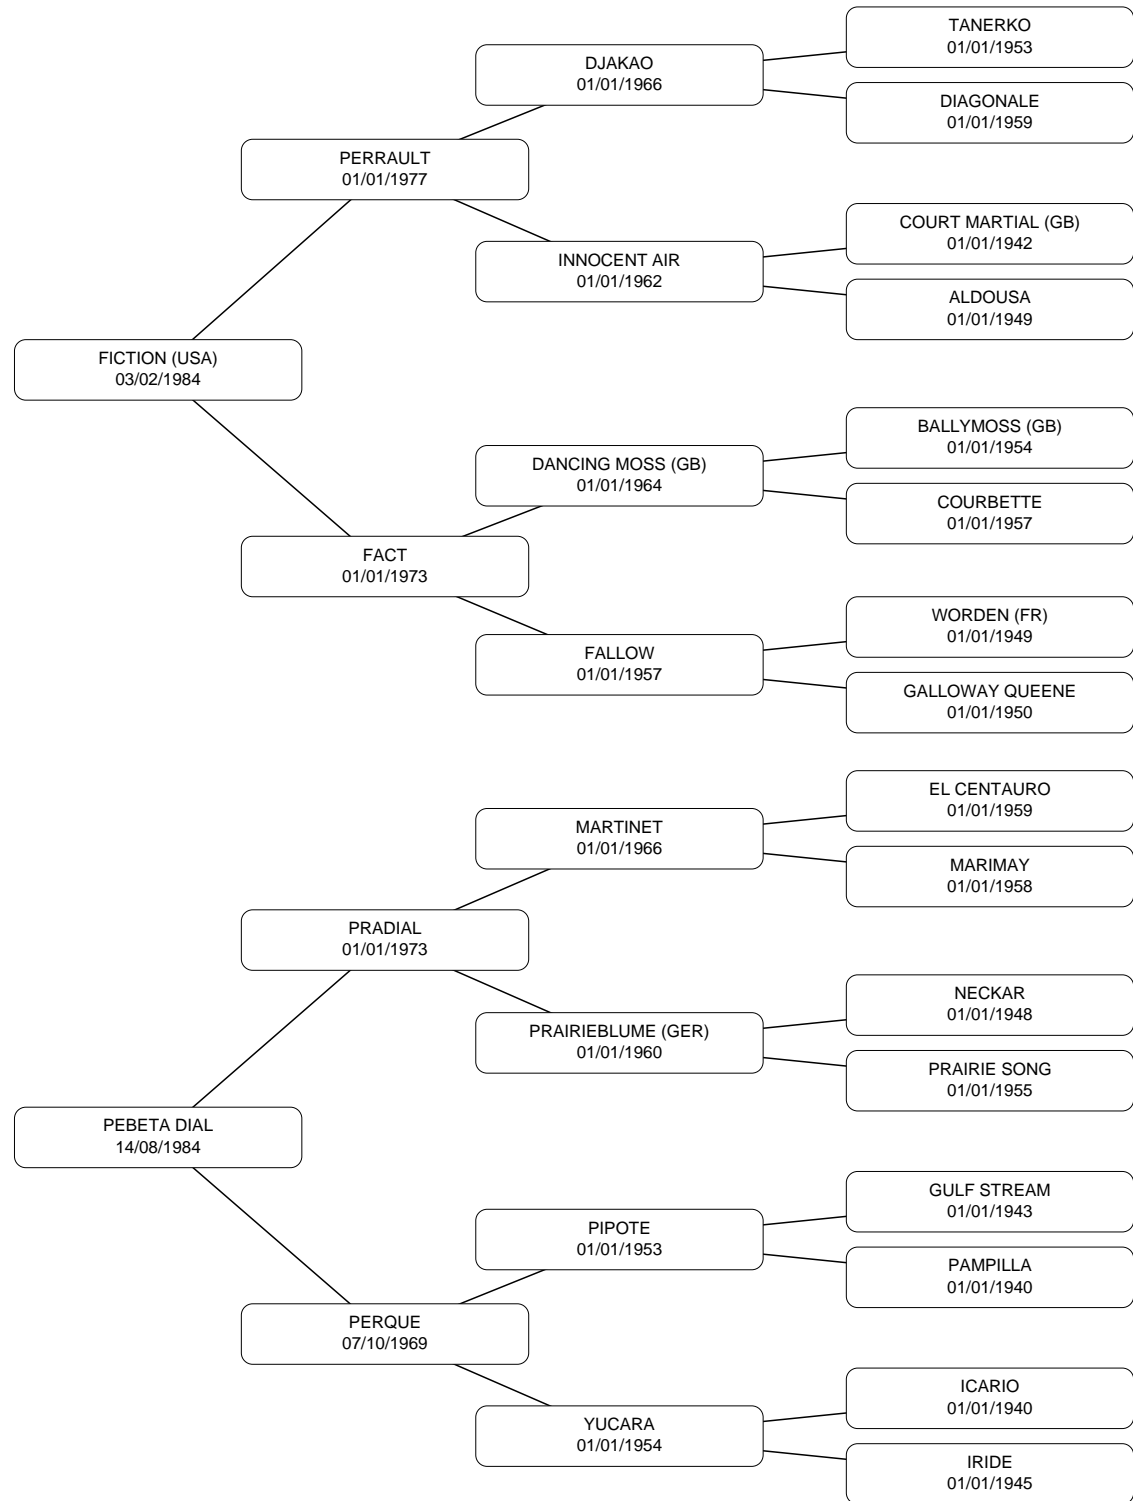 TANERKO
01/01/1953
DJAKAO
01/01/1966
DIAGONALE
01/01/1959
PERRAULT
01/01/1977
COURT MARTIAL (GB)
01/01/1942
INNOCENT AIR
01/01/1962
ALDOUSA
01/01/1949
FICTION (USA)
03/02/1984
BALLYMOSS (GB)
01/01/1954
DANCING MOSS (GB)
01/01/1964
COURBETTE
01/01/1957
FACT
01/01/1973
WORDEN (FR)
01/01/1949
FALLOW
01/01/1957
GALLOWAY QUEENE
01/01/1950
EL CENTAURO
01/01/1959
MARTINET
01/01/1966
MARIMAY
01/01/1958
PRADIAL
01/01/1973
NECKAR
01/01/1948
PRAIRIEBLUME (GER)
01/01/1960
PRAIRIE SONG
01/01/1955
PEBETA DIAL
14/08/1984
GULF STREAM
01/01/1943
PIPOTE
01/01/1953
PAMPILLA
01/01/1940
PERQUE
07/10/1969
ICARIO
01/01/1940
YUCARA
01/01/1954
IRIDE
01/01/1945